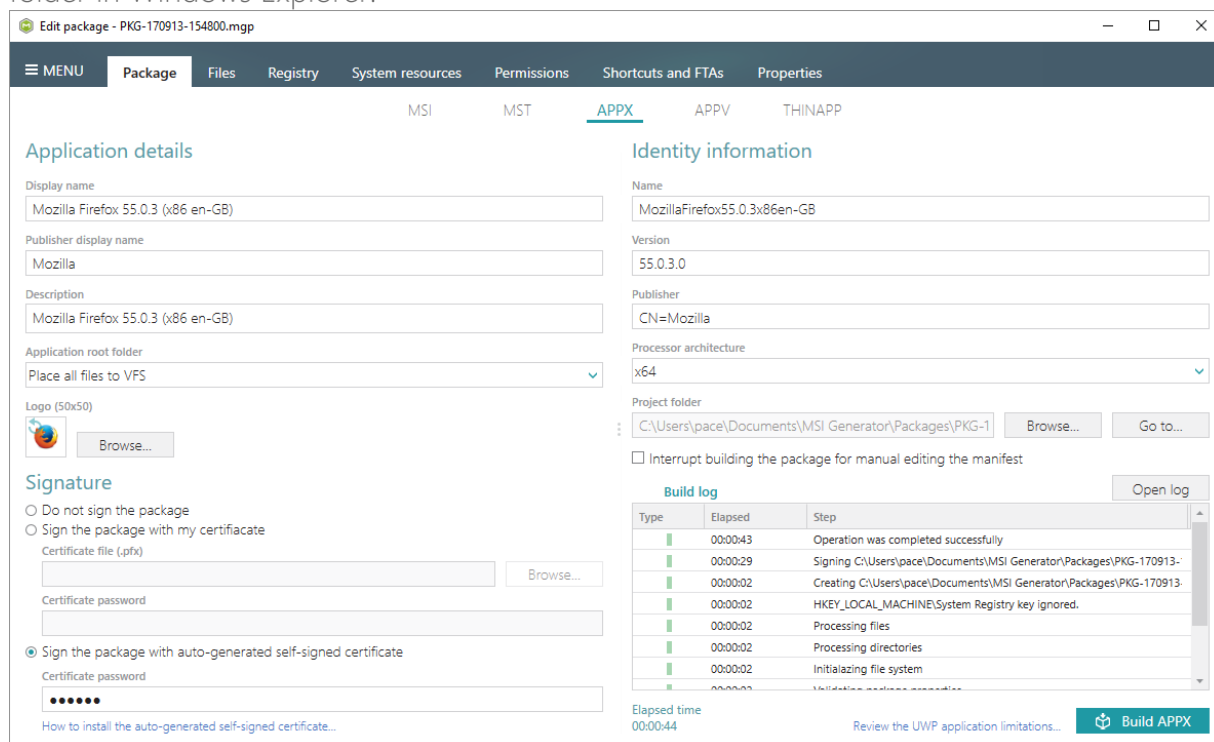 folder in Windows Explorer.
Edit package - PKG-170913-154800.mgp
MENU Package Files Registry System resources Permissions Shortcuts and FTAs Properties
MSI MST APPX APPV THINAPP
Application details
Display name
Mozilla Firefox 55.0.3 (x86 en-GB)
Publisher display name
Mozilla
Description
Mozilla Firefox 55.0.3 (x86 en-GB)
Application root folder
Place all files to VFS
Logo (50x50)
Browse...
Signature
Do not sign the package
Sign the package with my certifiacate
Certificate file (.pfx)
Browse...
Certificate password
Sign the package with auto-generated self-signed certificate
Certificate password
••••••
How to install the auto-generated self-signed certificate...
Identity information
Name
MozillaFirefox55.0.3x86en-GB
Version
55.0.3.0
Publisher
CN=Mozilla
Processor architecture
x64
Project folder
C:\Users\pace\Documents\MSI Generator\Packages\PKG-1 Browse... Go to...
Interrupt building the package for manual editing the manifest
Build log Open log
Type Elapsed Step
00:00:43 Operation was completed successfully
00:00:29 Signing C:\Users\pace\Documents\MSI Generator\Packages\PKG-170913-
00:00:02 Creating C:\Users\pace\Documents\MSI Generator\Packages\PKG-170913-
00:00:02 HKEY_LOCAL_MACHINE\System Registry key ignored.
00:00:02 Processing files
00:00:02 Processing directories
00:00:02 Initialazing file system
00:00:02 Validating package properties
Elapsed time
00:00:44
Review the UWP application limitations...
Build APPX